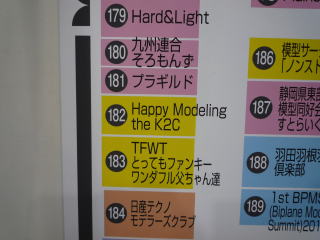 179 Hard&Light
180 九州連合
そろもんず
181 プラギルド
182 Happy Modeling
the K2C
183 TFWT
とってもファンキー
ワンダフル父ちゃん達
184 日産テクノ
モデラーズクラブ
186 模型サー
「ノンスト
187 静岡県東部
模型同好会
すとらいく
188 羽田羽根
倶楽部
189 1st BPMS
(Biplane Mo
Summit)201